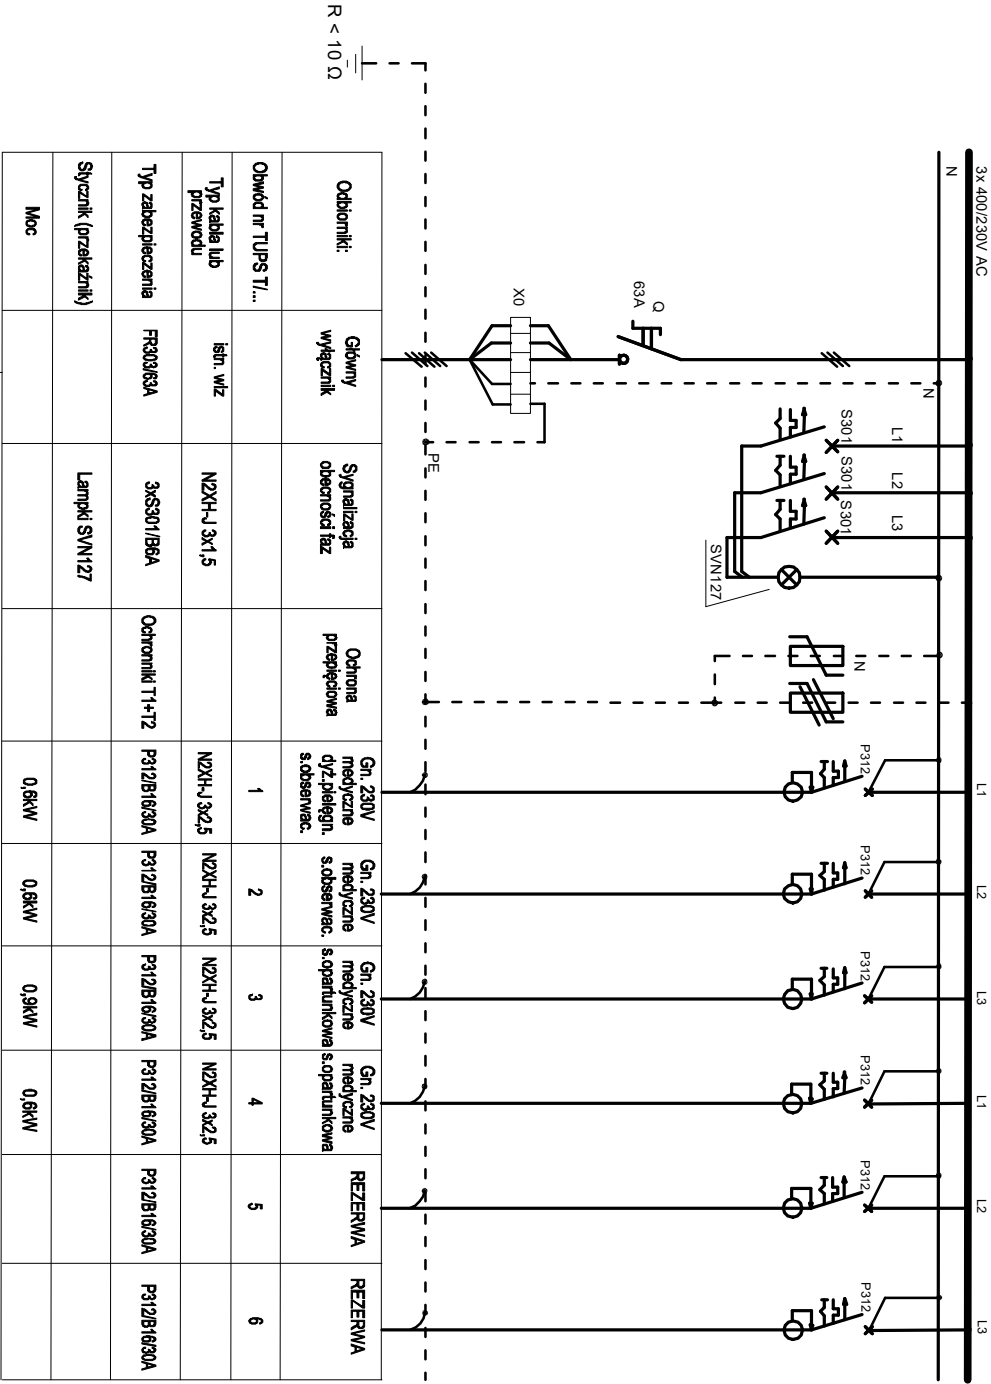 3x 400/230V AC
N
L1
L2
L3
L1
L2
L3
N
L1
L2
L3
S301
S301
S301
Q
63A
X0
SVN127
N
P312
P312
P312
P312
P312
P312
PE
R < 10 Ω
Odbiorniki:
Główny
wyłącznik
Sygnalizacja
obecności faz
Ochrona
przepięciowa
Gn. 230V
medyczne
dyż.pielęgn.
s.obserwac.
Gn. 230V
medyczne
s.obserwac.
Gn. 230V
medyczne
s.opartunkowa
Gn. 230V
medyczne
s.opartunkowa
REZERWA
REZERWA
Obwód nr TUPS T/...
1
2
3
4
5
6
Typ kabla lub
przewodu
istn. wlz
N2XH-J 3x1,5
N2XH-J 3x2,5
N2XH-J 3x2,5
N2XH-J 3x2,5
N2XH-J 3x2,5
Typ zabezpieczenia
FR303/63A
3xS301/B6A
Ochronniki T1+T2
P312/B16/30A
P312/B16/30A
P312/B16/30A
P312/B16/30A
P312/B16/30A
P312/B16/30A
Stycznik (przekaźnik)
Lampki SVN127
Moc
0,6kW
0,6kW
0,9kW
0,6kW